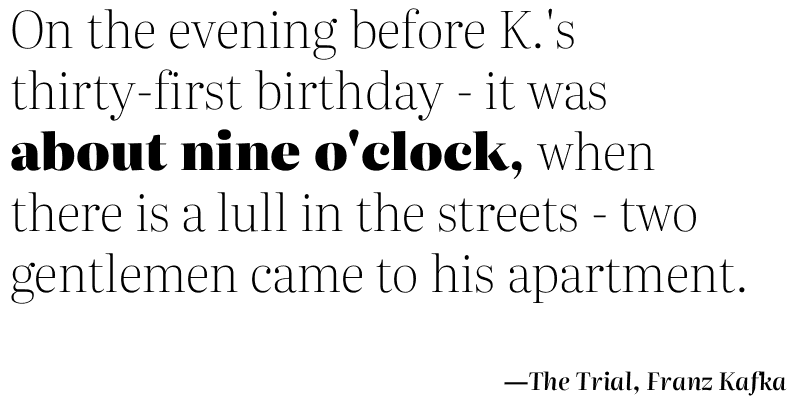 On the evening before K.'s
thirty-first birthday - it was
about nine o'clock, when
there is a lull in the streets - two
gentlemen came to his apartment.
—The Trial, Franz Kafka